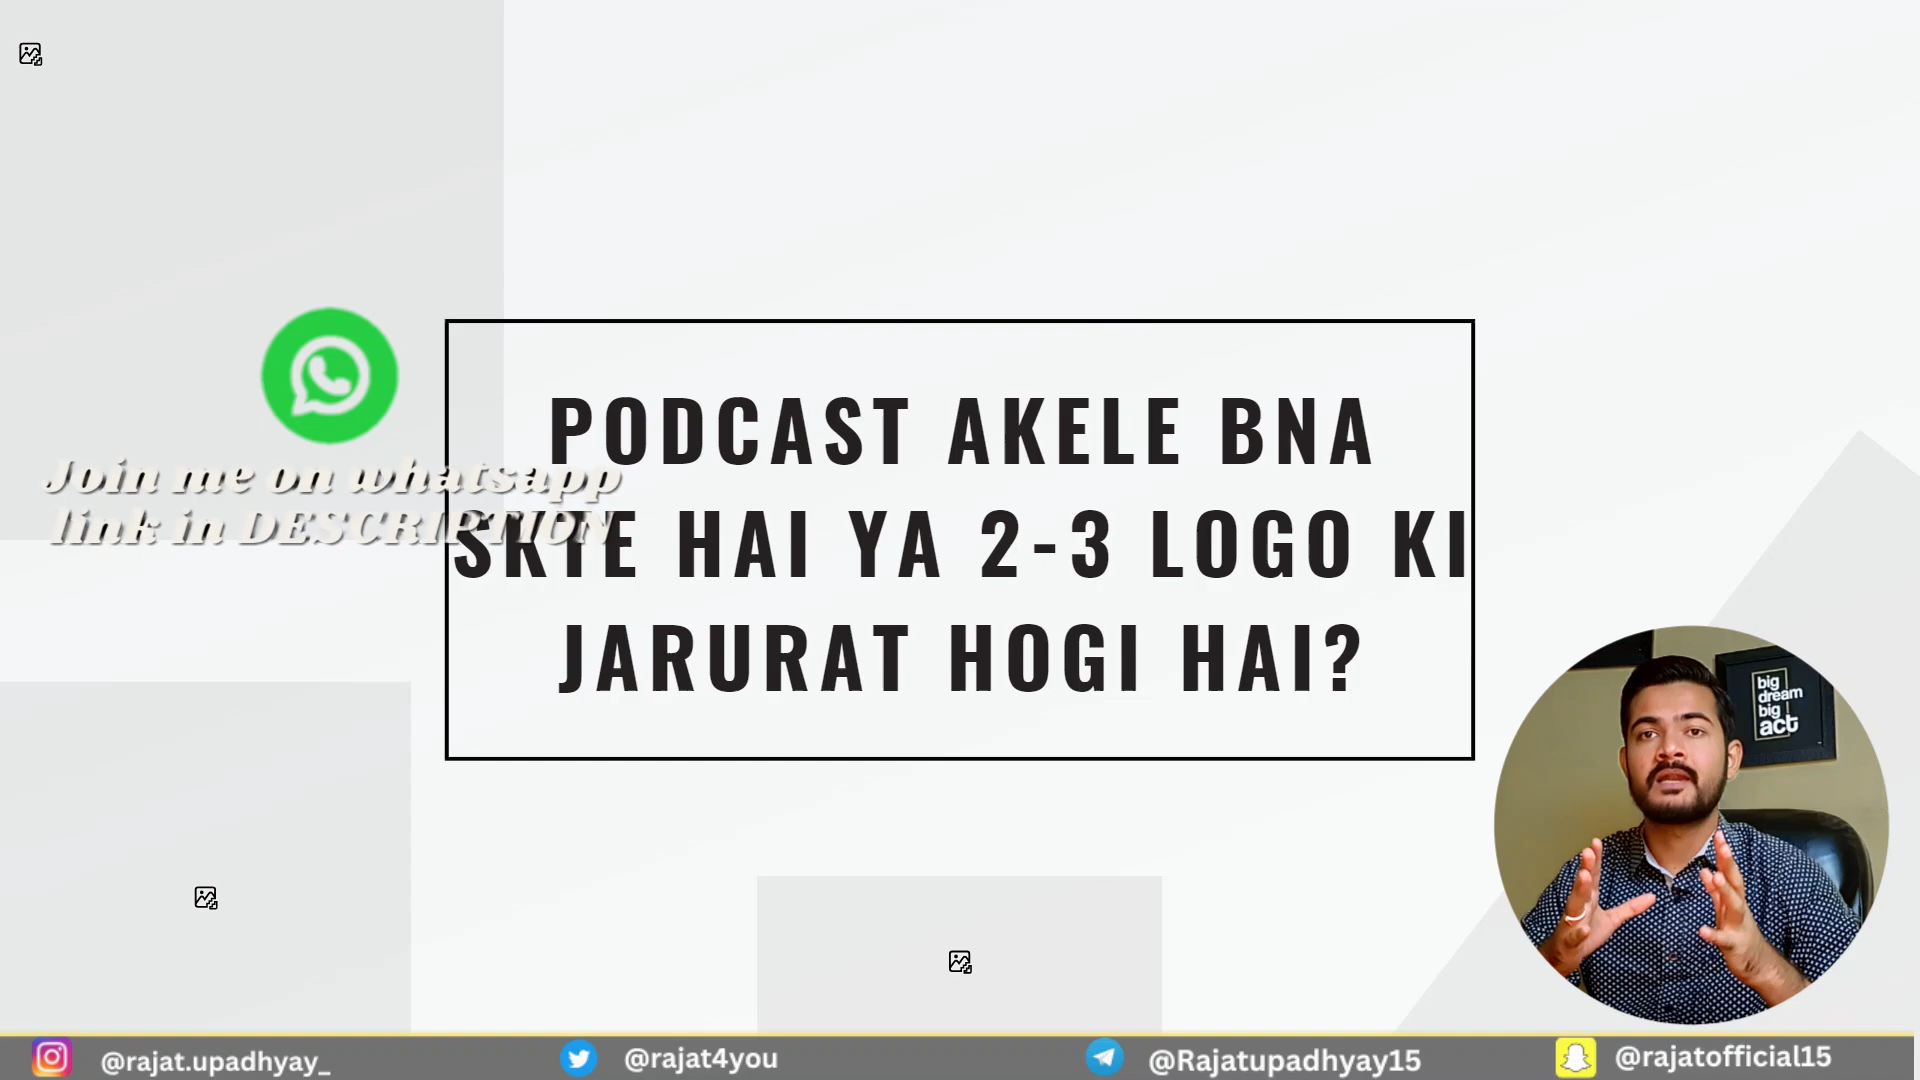 PODCAST AKELE BNA
SKTE HAI YA 2-3 LOGO KI
JARURAT HOGI HAI?
Join me on whatsapp
link in DESCRIPTION
big
dream
big
act
@rajat.upadhyay_
@rajat4you
@Rajatupadhyay15
@rajatofficial15